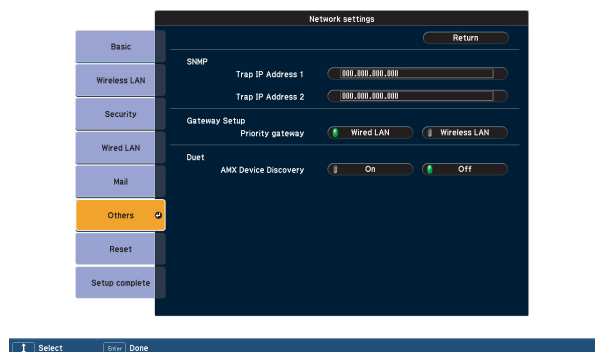 Network settings
Return
Basic
SNMP
Trap IP Address 1 000.000.000.000
Wireless LAN
Trap IP Address 2 000.000.000.000
Security
Gateway Setup
Priority gateway Wired LAN Wireless LAN
Wired LAN
Duet
AMX Device Discovery On Off
Mail
Others
Reset
Setup complete
Select Enter Done